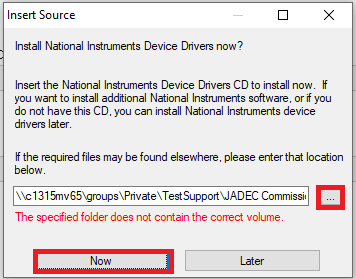 Insert Source
Install National Instruments Device Drivers now?
Insert the National Instruments Device Drivers CD to install now. If
you want to install additional National Instruments software, or if you
do not have this CD, you can install National Instruments device
drivers later.
If the required files may be found elsewhere, please enter that location
below.
\\c1315mv65\groups\Private\TestSupport\JADEC Commissi
...
The specified folder does not contain the correct volume.
Now
Later